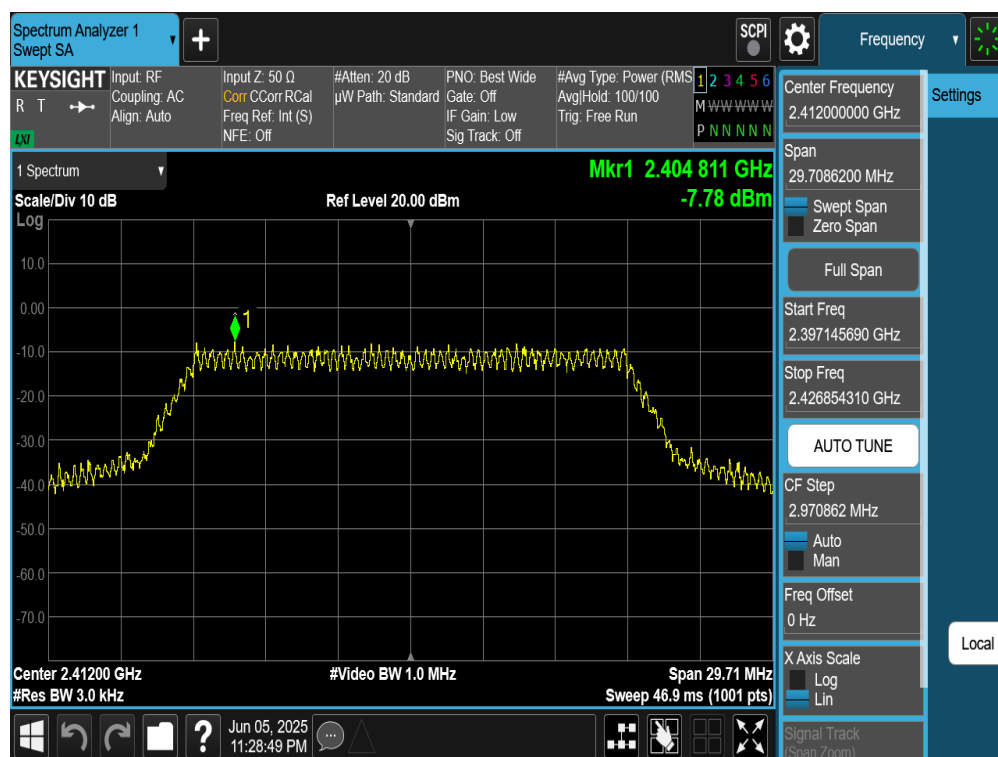 Spectrum Analyzer 1
Swept SA
+
SCPI
Frequency
KEYSIGHT
R T
LXI
Input: RF
Coupling: AC
Align: Auto
Input Z: 50 Ω
Corr CCorr RCal
Freq Ref: Int (S)
NFE: Off
#Atten: 20 dB
µW Path: Standard
PNO: Best Wide
Gate: Off
IF Gain: Low
Sig Track: Off
#Avg Type: Power (RMS
Avg|Hold: 100/100
Trig: Free Run
1 2 3 4 5 6
M W W W W W
P N N N N N
1 Spectrum
Mkr1 2.404 811 GHz
-7.78 dBm
Scale/Div 10 dB
Ref Level 20.00 dBm
Log
10.0
0.00
-10.0
-20.0
-30.0
-40.0
-50.0
-60.0
-70.0
1
Center 2.41200 GHz
#Video BW 1.0 MHz
Span 29.71 MHz
#Res BW 3.0 kHz
Sweep 46.9 ms (1001 pts)
?
Jun 05, 2025
11:28:49 PM
Center Frequency
2.412000000 GHz
Span
29.7086200 MHz
Swept Span
Zero Span
Full Span
Start Freq
2.397145690 GHz
Stop Freq
2.426854310 GHz
AUTO TUNE
CF Step
2.970862 MHz
Auto
Man
Freq Offset
0 Hz
X Axis Scale
Log
Lin
Signal Track
(Span Zoom)
Settings
Local